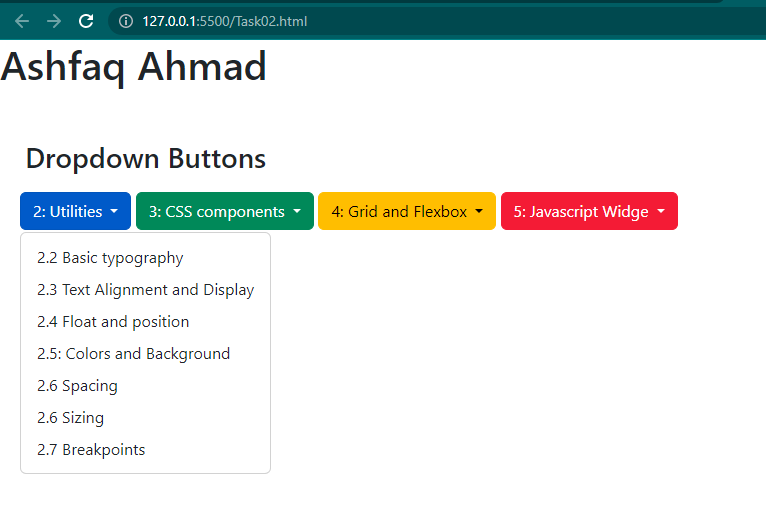 127.0.0.1:5500/Task02.html
Ashfaq Ahmad
Dropdown Buttons
2: Utilities 3: CSS components 4: Grid and Flexbox 5: Javascript Widge
2.2 Basic typography
2.3 Text Alignment and Display
2.4 Float and position
2.5: Colors and Background
2.6 Spacing
2.6 Sizing
2.7 Breakpoints